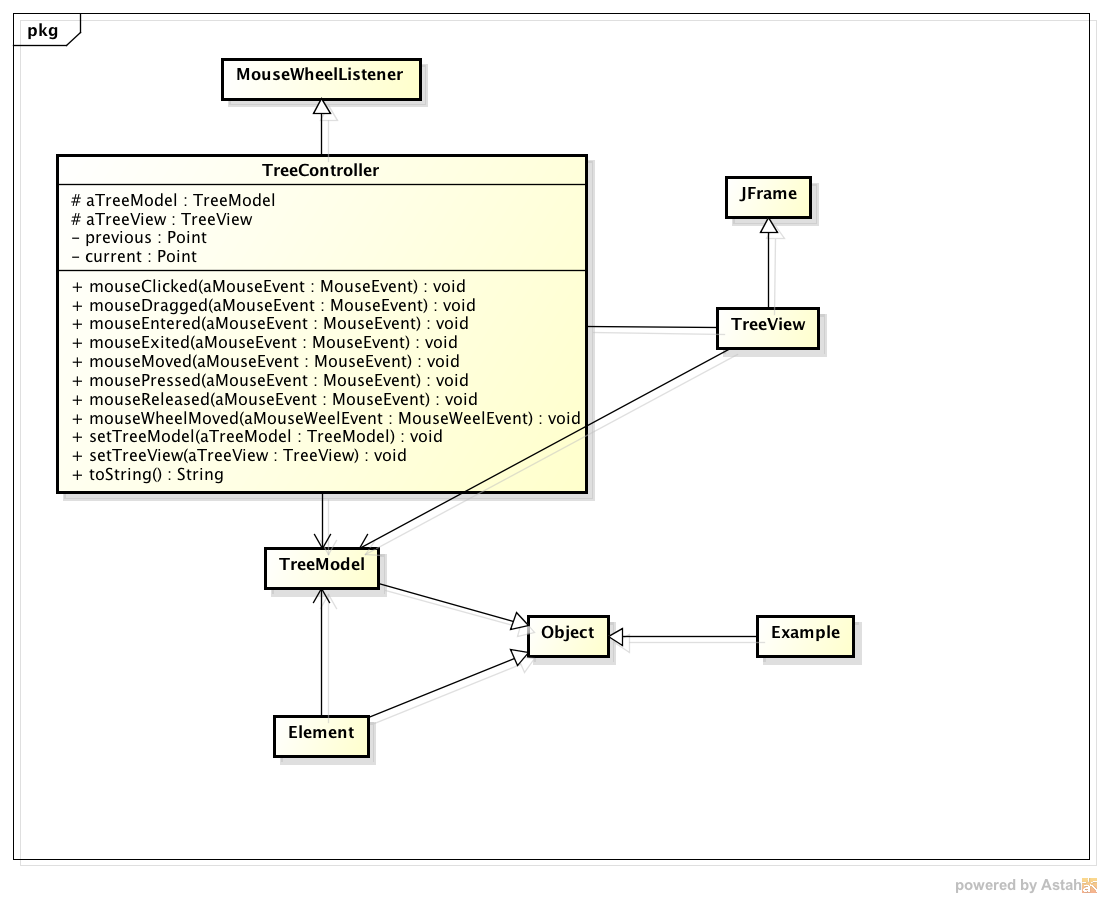 pkg
MouseWheelListener
TreeController
# aTreeModel : TreeModel
# aTreeView : TreeView
- previous : Point
- current : Point
+ mouseClicked(aMouseEvent : MouseEvent) : void
+ mouseDragged(aMouseEvent : MouseEvent) : void
+ mouseEntered(aMouseEvent : MouseEvent) : void
+ mouseExited(aMouseEvent : MouseEvent) : void
+ mouseMoved(aMouseEvent : MouseEvent) : void
+ mousePressed(aMouseEvent : MouseEvent) : void
+ mouseReleased(aMouseEvent : MouseEvent) : void
+ mouseWheelMoved(aMouseWeelEvent : MouseWeelEvent) : void
+ setTreeModel(aTreeModel : TreeModel) : void
+ setTreeView(aTreeView : TreeView) : void
+ toString() : String
JFrame
TreeView
TreeModel
Object
Example
Element
powered by Astah